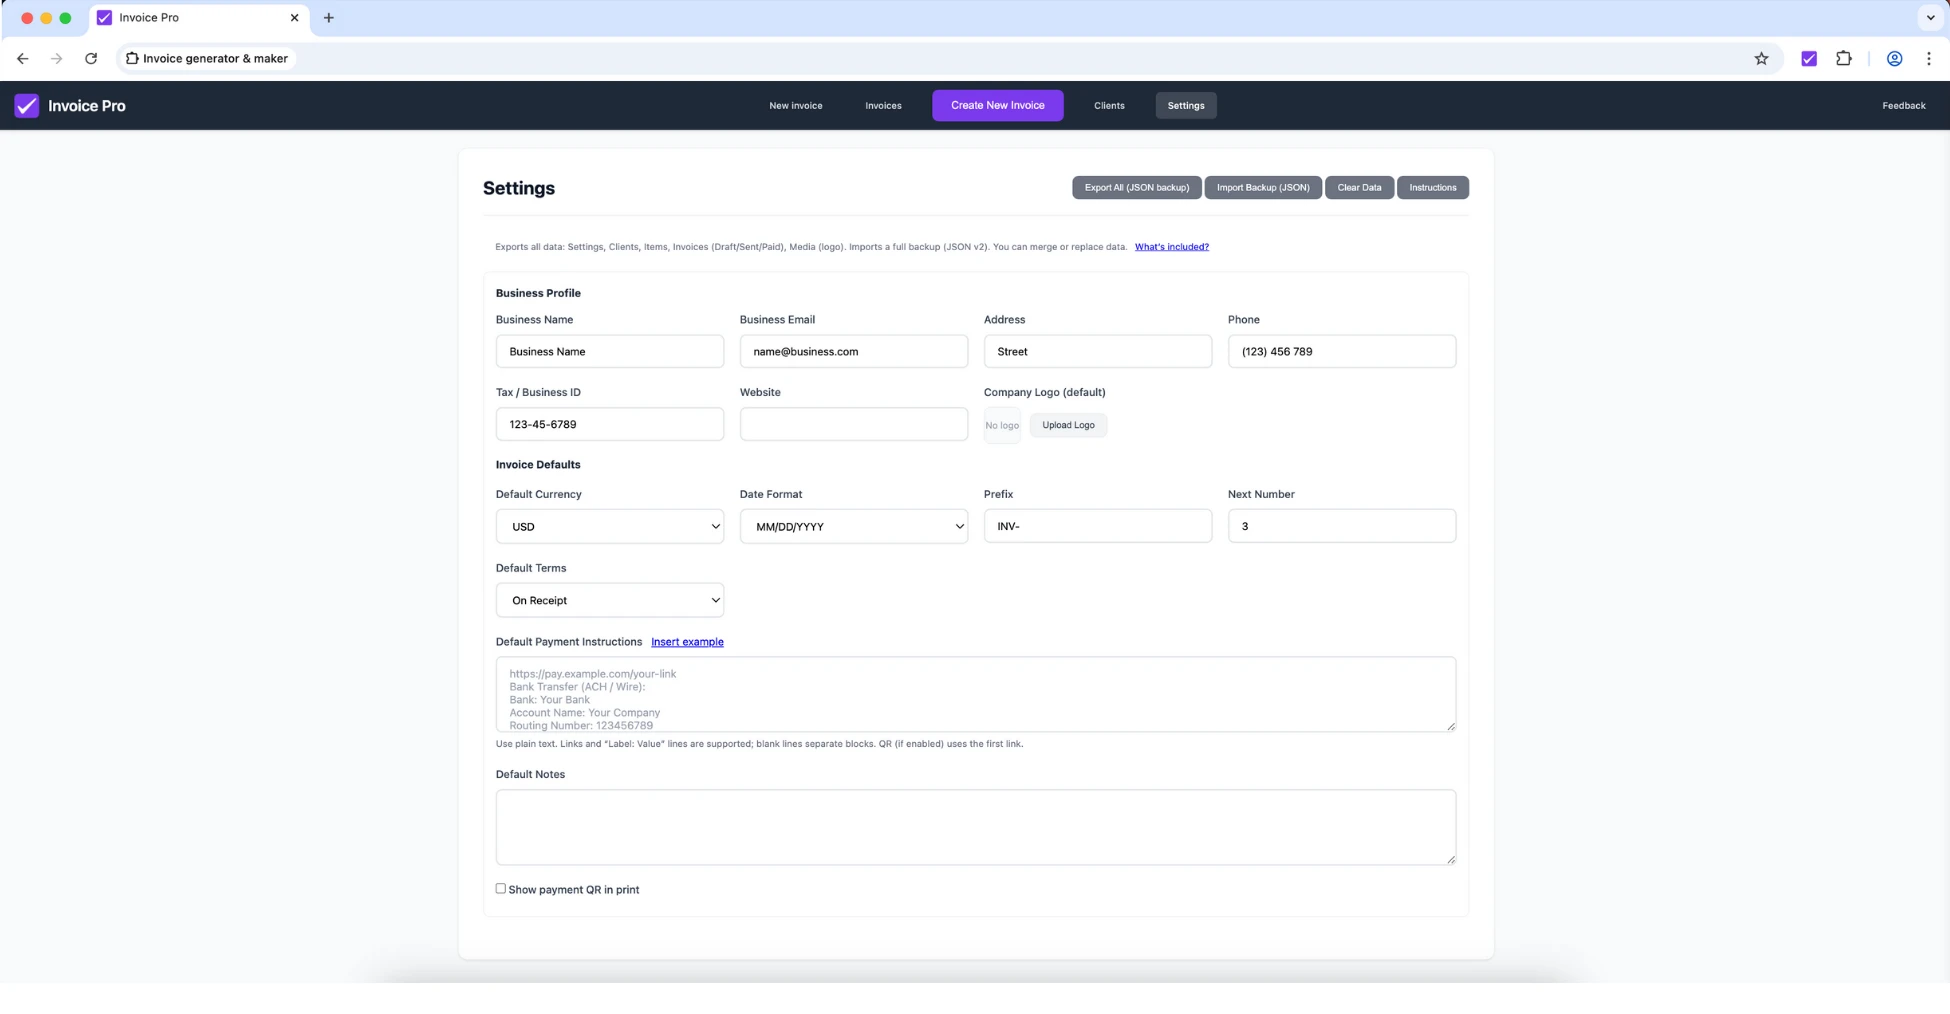 Invoice Pro
Invoice generator & maker
Invoice Pro
New invoice
Invoices
Create New Invoice
Clients
Settings
Feedback
Settings
Export All (JSON backup)
Import Backup (JSON)
Clear Data
Instructions
Exports all data: Settings, Clients, Items, Invoices (Draft/Sent/Paid), Media (logo). Imports a full backup (JSON v2). You can merge or replace data. What's included?
Business Profile
Business Name
Business Email
Address
Phone
Business Name
name@business.com
Street
(123) 456 789
Tax / Business ID
Website
Company Logo (default)
123-45-6789
No logo
Upload Logo
Invoice Defaults
Default Currency
Date Format
Prefix
Next Number
USD
MM/DD/YYYY
INV-
3
Default Terms
On Receipt
Default Payment Instructions Insert example
https://pay.example.com/your-link
Bank Transfer (ACH / Wire):
Bank: Your Bank
Account Name: Your Company
Routing Number: 123456789
Use plain text. Links and "Label: Value" lines are supported; blank lines separate blocks. QR (if enabled) uses the first link.
Default Notes
Show payment QR in print